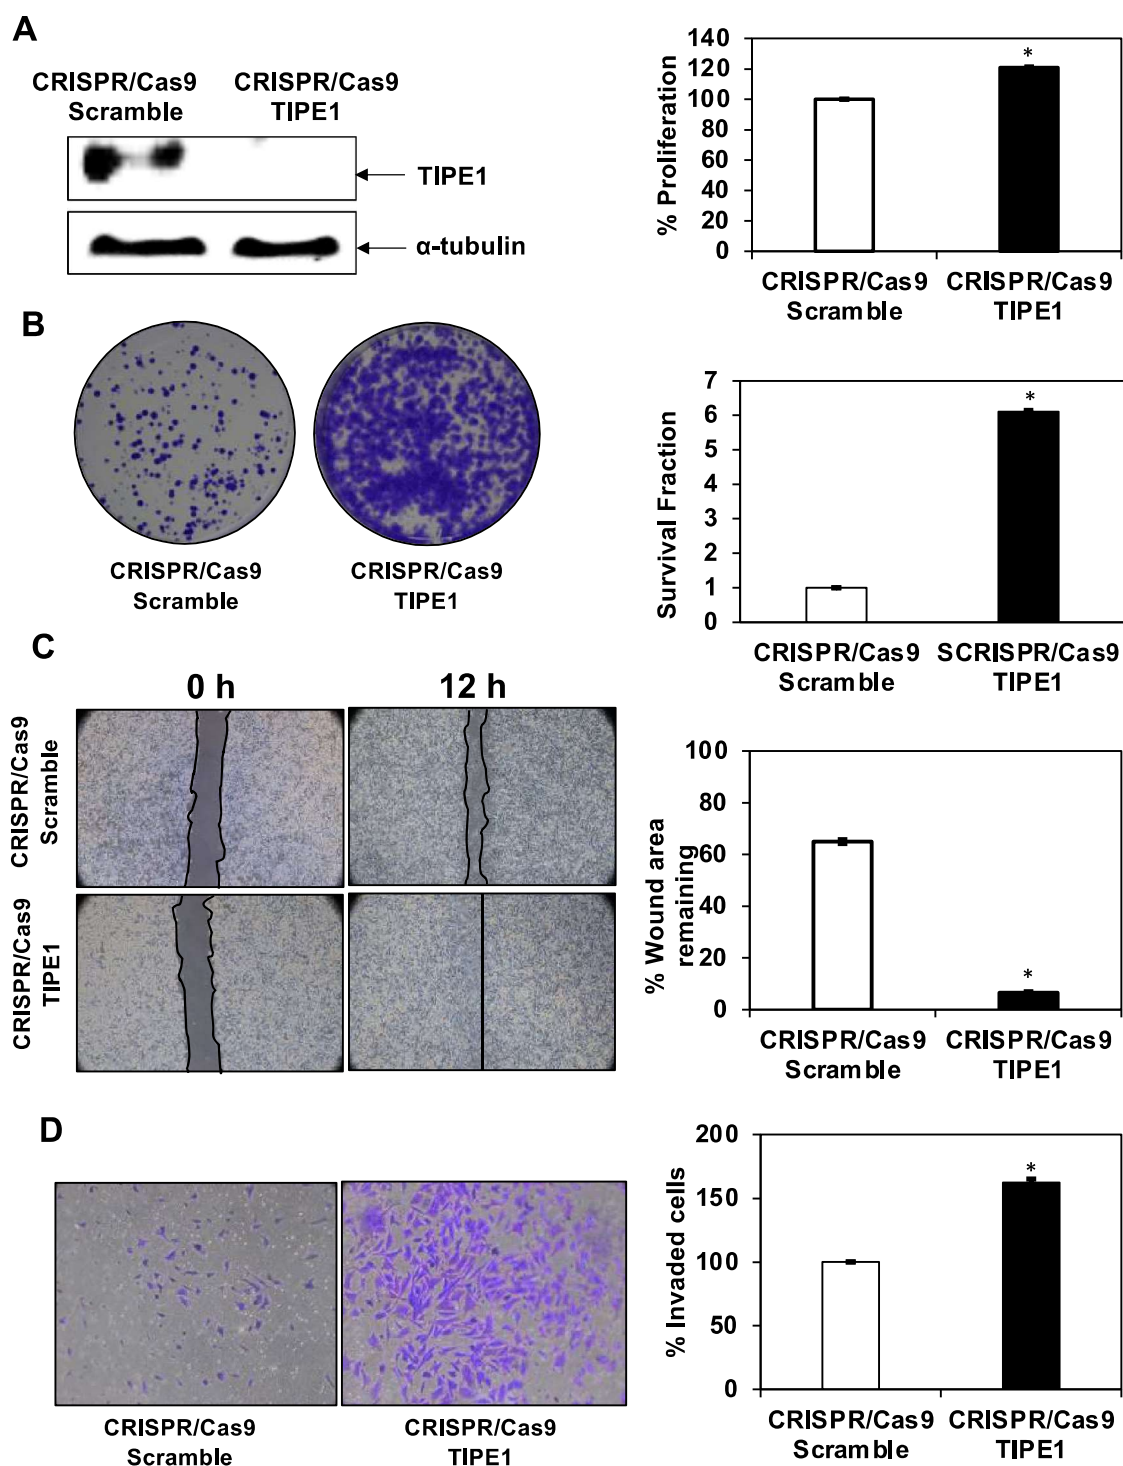 A
CRISPR/Cas9 CRISPR/Cas9
Scramble TIPE1
TIPE1
α-tubulin
% Proliferation
140
120
100
80
60
40
20
0
CRISPR/Cas9 CRISPR/Cas9
Scramble TIPE1
*
B
CRISPR/Cas9 CRISPR/Cas9
Scramble TIPE1
Survival Fraction
7
6
5
4
3
2
1
0
CRISPR/Cas9 SCRISPR/Cas9
Scramble TIPE1
*
C
0 h 12 h
CRISPR/Cas9
Scramble
CRISPR/Cas9
TIPE1
% Wound area
remaining
100
80
60
40
20
0
CRISPR/Cas9 CRISPR/Cas9
Scramble TIPE1
*
D
CRISPR/Cas9 CRISPR/Cas9
Scramble TIPE1
% Invaded cells
200
150
100
50
0
CRISPR/Cas9 CRISPR/Cas9
Scramble TIPE1
*